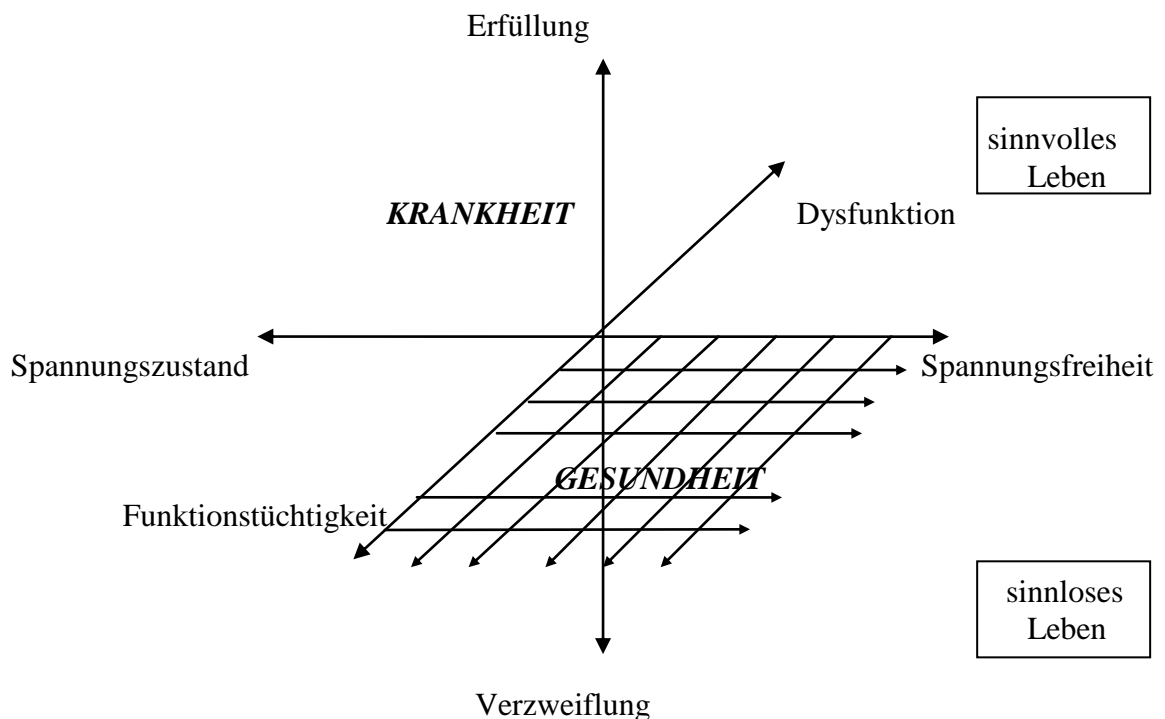 Erfüllung
sinnvolles
Leben
KRANKHEIT
Dysfunktion
Spannungszustand
Spannungsfreiheit
GESUNDHEIT
Funktionstüchtigkeit
sinnloses
Leben
Verzweiflung